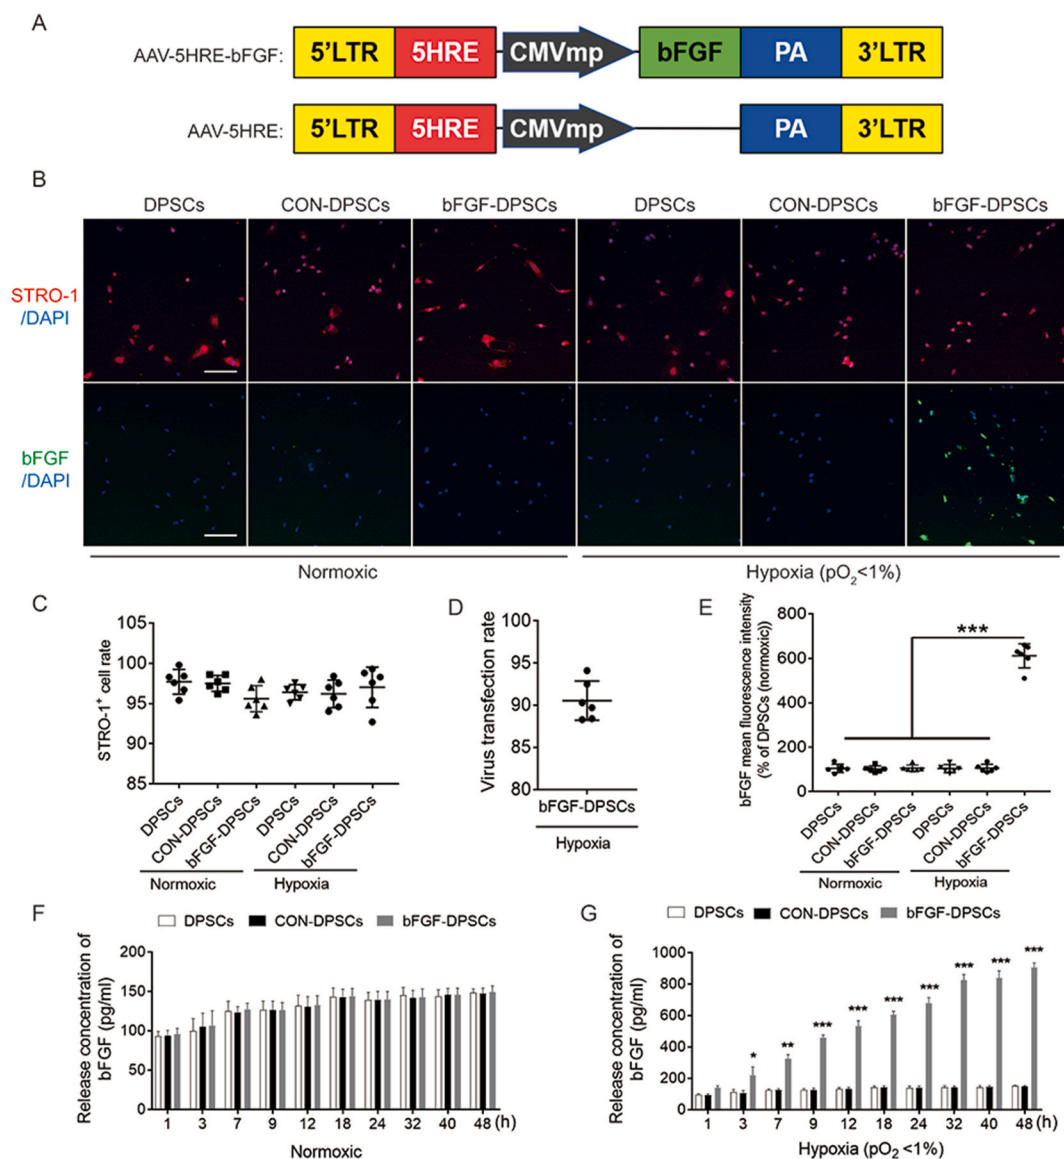 A
AAV-5HRE-bFGF: 5'LTR 5HRE CMVmp bFGF PA 3'LTR
AAV-5HRE: 5'LTR 5HRE CMVmp PA 3'LTR
B
DPSCs CON-DPSCs bFGF-DPSCs DPSCs CON-DPSCs bFGF-DPSCs
STRO-1
/DAPI
bFGF
/DAPI
Normoxic Hypoxia (pO₂<1%)
C
STRO-1⁺ cell rate
105
100
95
90
85
DPSCs CON-DPSCs bFGF-DPSCs DPSCs CON-DPSCs bFGF-DPSCs
Normoxic Hypoxia
D
Virus transfection rate
100
95
90
85
80
bFGF-DPSCs
Hypoxia
E
bFGF mean fluorescence intensity
(% of DPSCs (normoxic))
800
600
400
200
0
***
DPSCs CON-DPSCs bFGF-DPSCs DPSCs CON-DPSCs bFGF-DPSCs
Normoxic Hypoxia
F
DPSCs CON-DPSCs bFGF-DPSCs
Release concentration of
bFGF (pg/ml)
200
150
100
50
0
1 3 7 9 12 18 24 32 40 48 (h)
Normoxic
G
DPSCs CON-DPSCs bFGF-DPSCs
Release concentration of
bFGF (pg/ml)
1000
800
600
400
200
0
* ** *** *** *** *** *** *** ***
1 3 7 9 12 18 24 32 40 48 (h)
Hypoxia (pO₂ <1%)